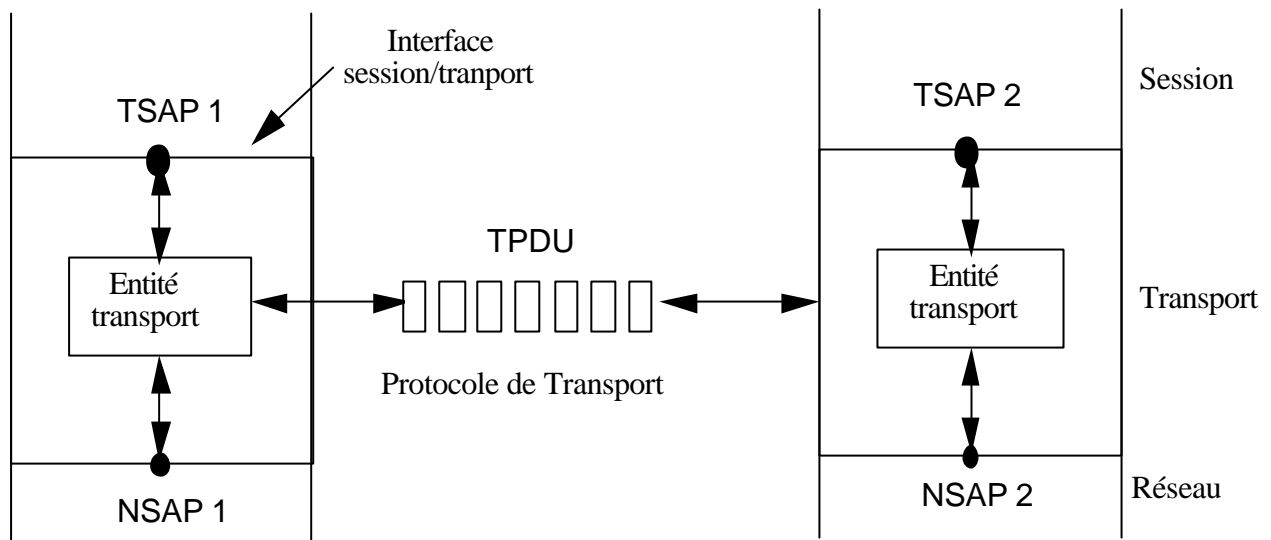 Interface
session/tranport
TSAP 1
TSAP 2
Session
TPDU
Entité
transport
Entité
transport
Transport
Protocole de Transport
NSAP 1
NSAP 2
Réseau